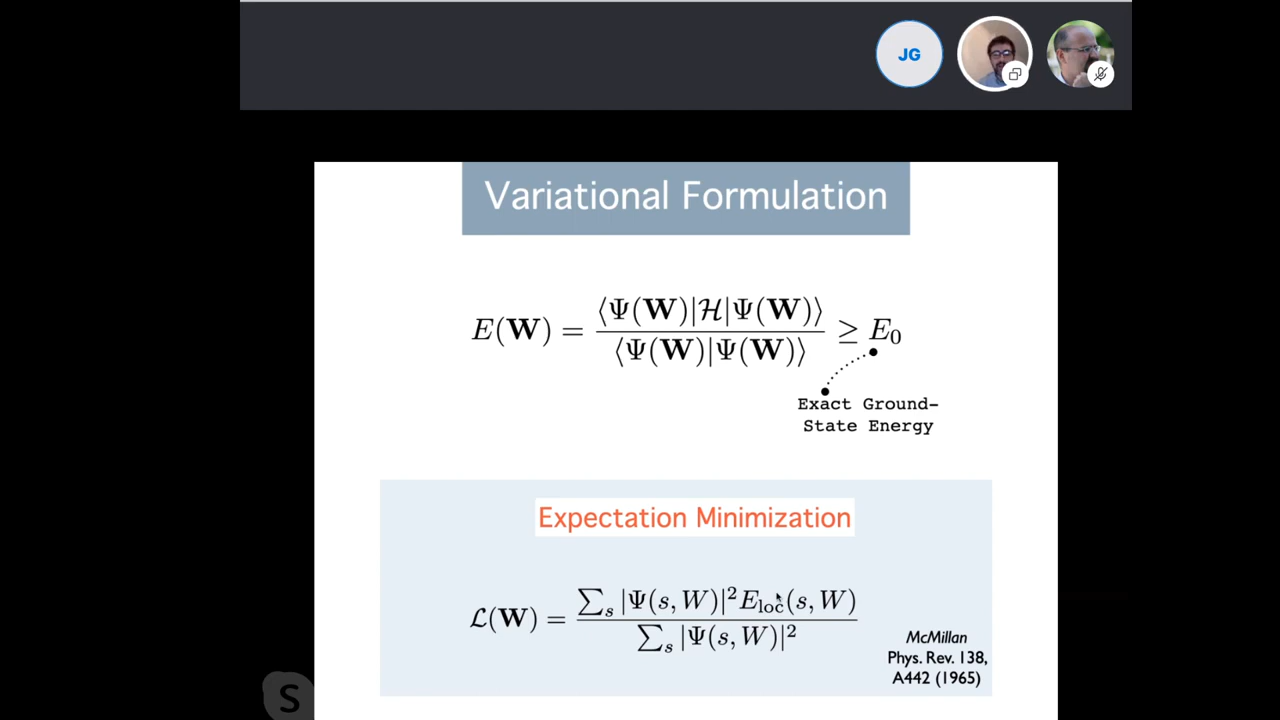 JG
Variational Formulation
E(𝐖) = ⟨Ψ(𝐖)|ℋ|Ψ(𝐖)⟩ / ⟨Ψ(𝐖)|Ψ(𝐖)⟩ ≥ E₀
Exact Ground-
State Energy
Expectation Minimization
ℒ(𝐖) = ∑ₛ |Ψ(s, W)|² E_loc(s, W) / ∑ₛ |Ψ(s, W)|²
McMillan
Phys. Rev. 138,
A442 (1965)
S